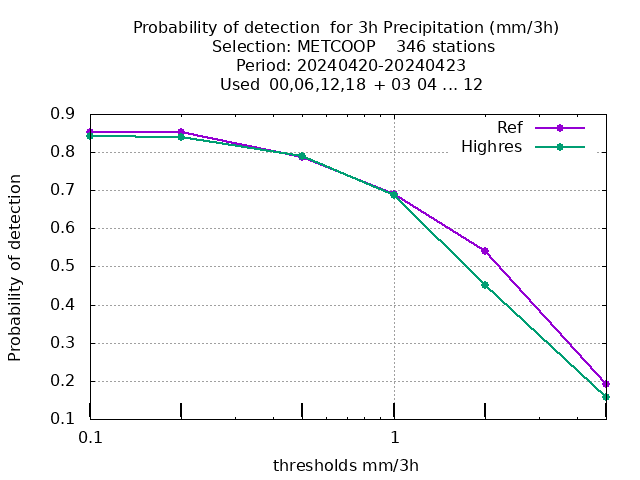 Probability of detection  for 3h Precipitation (mm/3h)
Selection: METCOOP    346 stations
Period: 20240420-20240423
Used  00,06,12,18  + 03 04 ... 12
Ref
Highres
0.9
0.8
0.7
0.6
0.5
0.4
0.3
0.2
0.1
Probability of detection
0.1
1
thresholds mm/3h